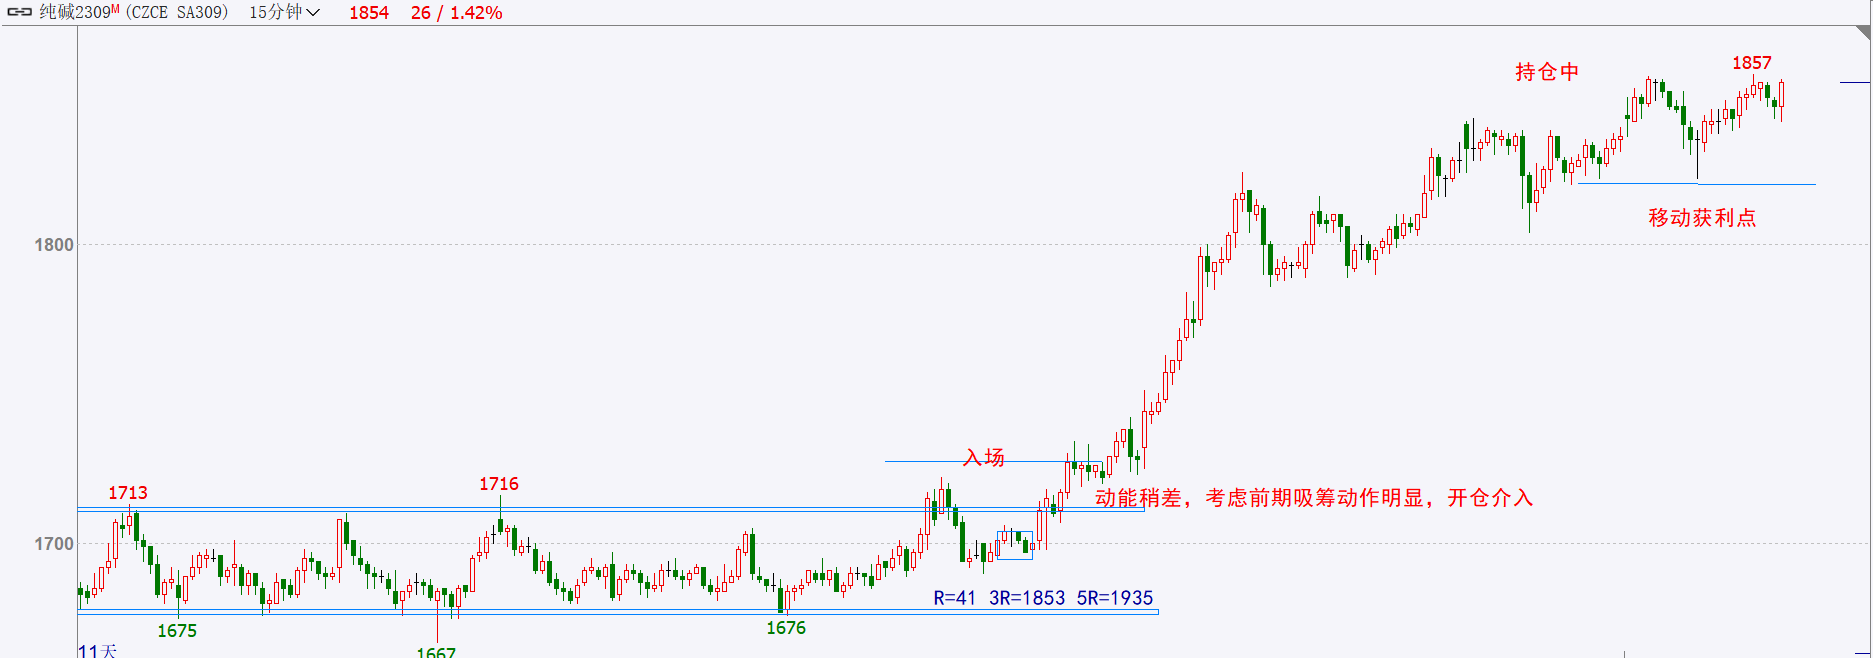 纯碱2309M (CZCE SA309) 15分钟 1854 26 / 1.42%
持仓中
1857
移动获利点
1800
入场
1713
1716
动能稍差，考虑前期吸筹动作明显，开仓介入
1700
R=41 3R=1853 5R=1935
1675
1676
1667
11天